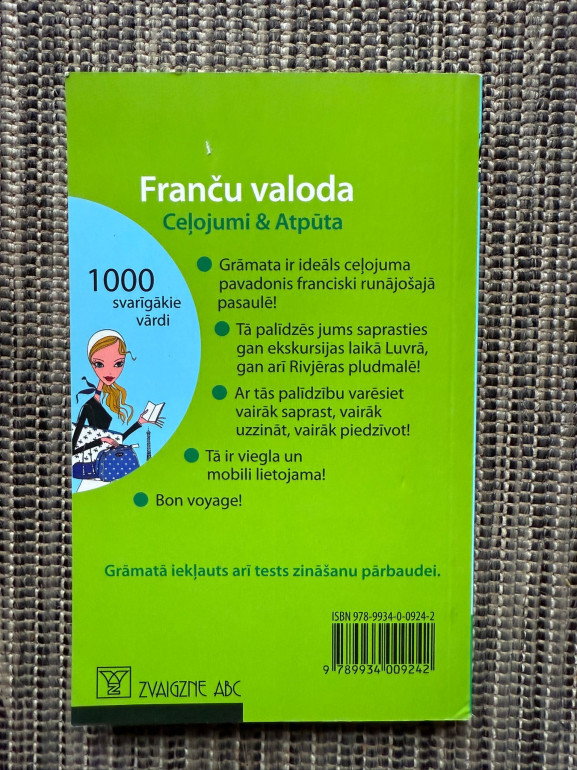 Franču valoda
Ceļojumi & Atpūta
1000
svarīgākie
vārdi
Grāmata ir ideāls ceļojuma
pavadonis franciski runājošajā
pasaulē!
Tā palīdzēs jums saprasties
gan ekskursijas laikā Luvrā,
gan arī Rivjēras pludmalē!
Ar tās palīdzību varēsiet
vairāk saprast, vairāk
uzzināt, vairāk piedzīvot!
Tā ir viegla un
mobili lietojama!
Bon voyage!
Grāmatā iekļauts arī tests zināšanu pārbaudei.
ISBN 978-9934-0-0924-2
9 789934 009242
ZVAIGZNE ABC